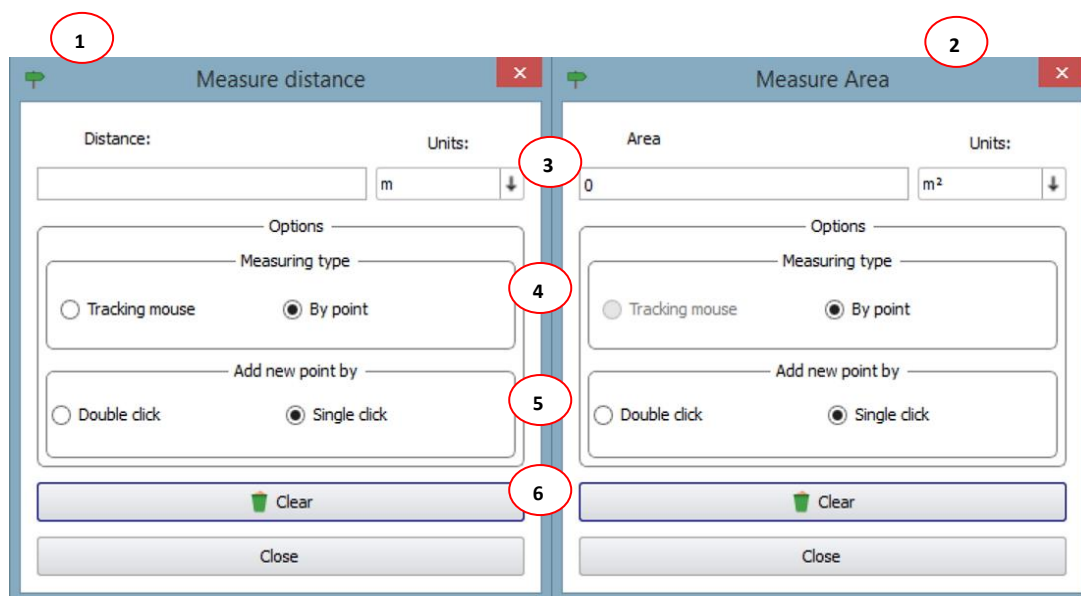 1
2
Measure distance
x
Measure Area
x
Distance:
Units:
3
Area
Units:
m
0
m²
Options
Options
Measuring type
4
Measuring type
Tracking mouse
By point
Tracking mouse
By point
Add new point by
5
Add new point by
Double click
Single click
Double click
Single click
6
Clear
Clear
Close
Close